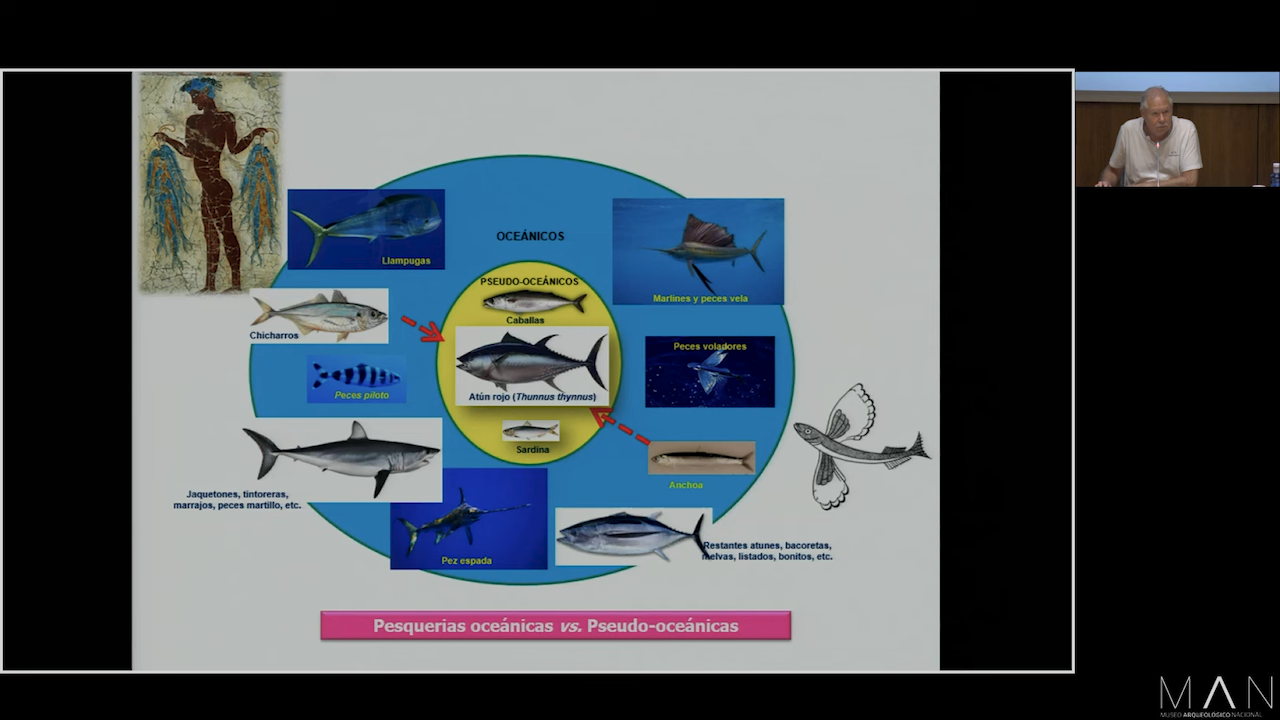 OCEÁNICOS
Llampugas
PSEUDO-OCEÁNICOS
Caballas
Marlines y peces vela
Chicharros
Peces voladores
Peces piloto
Atún rojo (Thunnus thynnus)
Sardina
Anchoa
Jaquetones, tintoreras,
marrajos, peces martillo, etc.
Pez espada
Restantes atunes, bacoretas,
melvas, listados, bonitos, etc.
Pesquerias oceánicas vs. Pseudo-oceánicas
MAN
MUSEO ARQUEOLÓGICO NACIONAL